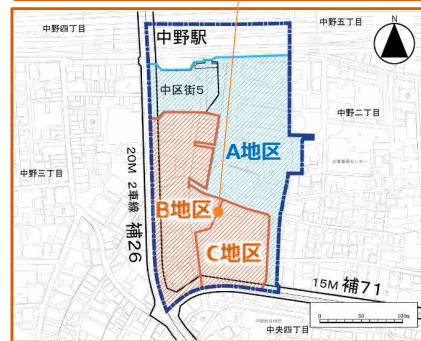 中野四丁目
中野駅
中野五丁目
N
中区街5
中野二丁目
A地区
中野三丁目
20M 2車線 補26
B地区
C地区
15M 補71
中央四丁目
0 50 100m